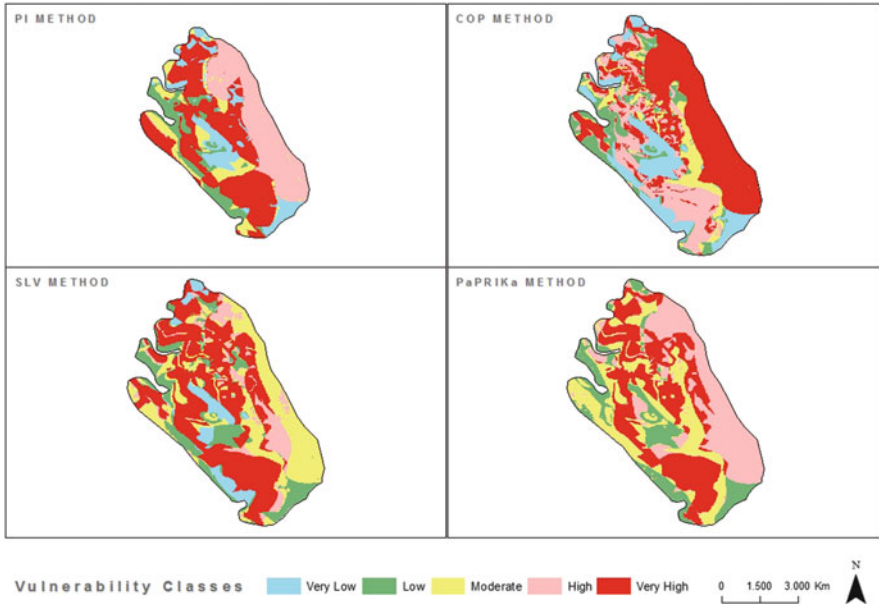 PI METHOD
COP METHOD
SLV METHOD
PaPRIKa METHOD
Vulnerability Classes Very Low Low Moderate High Very High 0 1.500 3.000 Km N